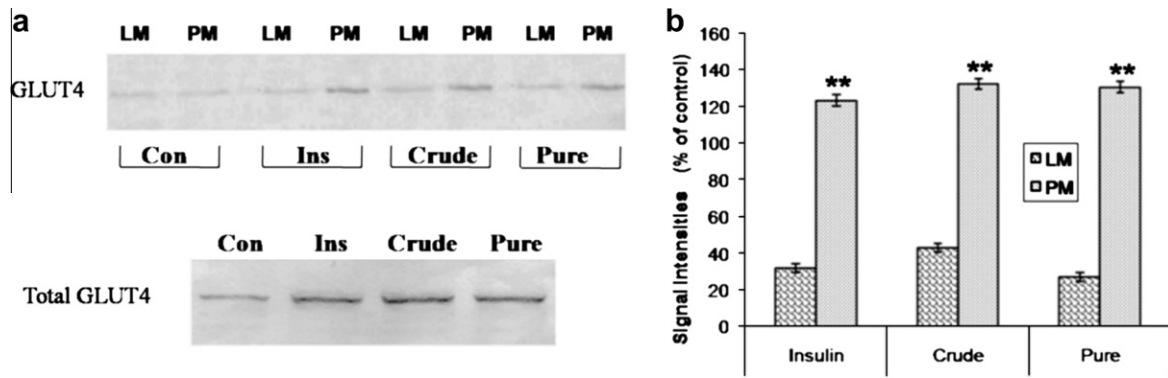 a
LM PM LM PM LM PM LM PM
GLUT4
Con Ins Crude Pure
Con Ins Crude Pure
Total GLUT4
b
Signal Intensities (% of control)
160
140
120
100
80
60
40
20
0
** ** **
LM
PM
Insulin Crude Pure